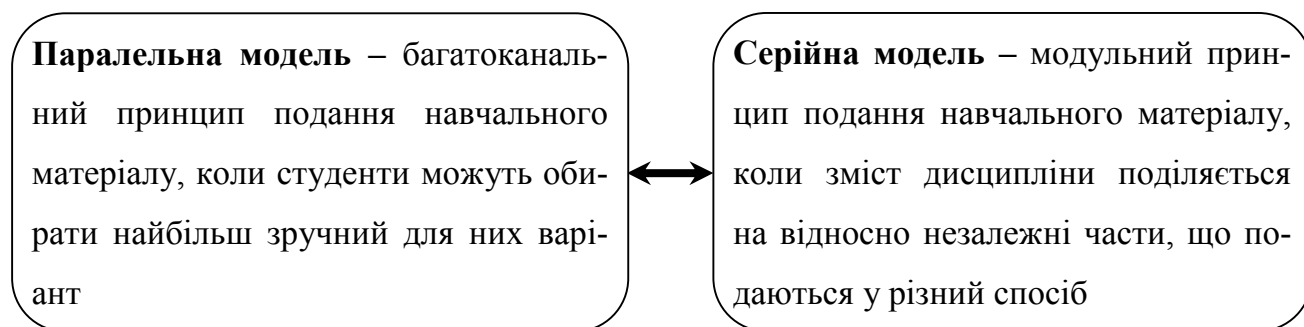 Паралельна модель – багатоканаль-
ний принцип подання навчального
матеріалу, коли студенти можуть оби-
рати найбільш зручний для них варі-
ант
Серійна модель – модульний прин-
цип подання навчального матеріалу,
коли зміст дисципліни поділяється
на відносно незалежні части, що по-
даються у різний спосіб